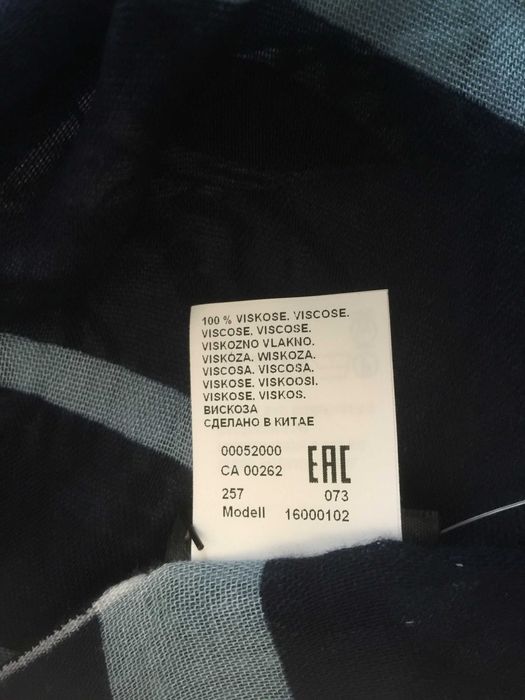 100 % VISKOSE. VISCOSE.
VISCOSE. VISCOSE.
VISKOZNO VLAKNO.
VISKÓZA. WISKOZA.
VISCOSA. VISCOSA.
VISKOSE. VISKOOSI.
VISKOSE. VISKOS.
ВИСКОЗА
СДЕЛАНО В КИТАЕ
00052000
CA 00262 EAC
257 073
Modell 16000102